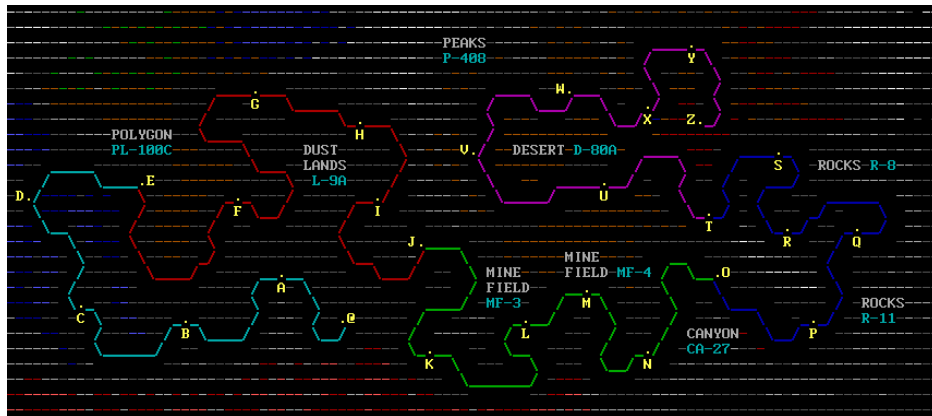 PEAKS
P-408
Y
W.
G
X
Z.
H
POLYGON
PL-100C
DUST
LANDS
L-9A
V.
DESERT D-80A
S
ROCKS R-8
.E
D.
U
F
I
T
J.
R
Q
MINE
FIELD
MF-3
MINE
FIELD MF-4
.O
A
M
ROCKS
R-11
C
.@
B
L
P
CANYON
CA-27
K
N